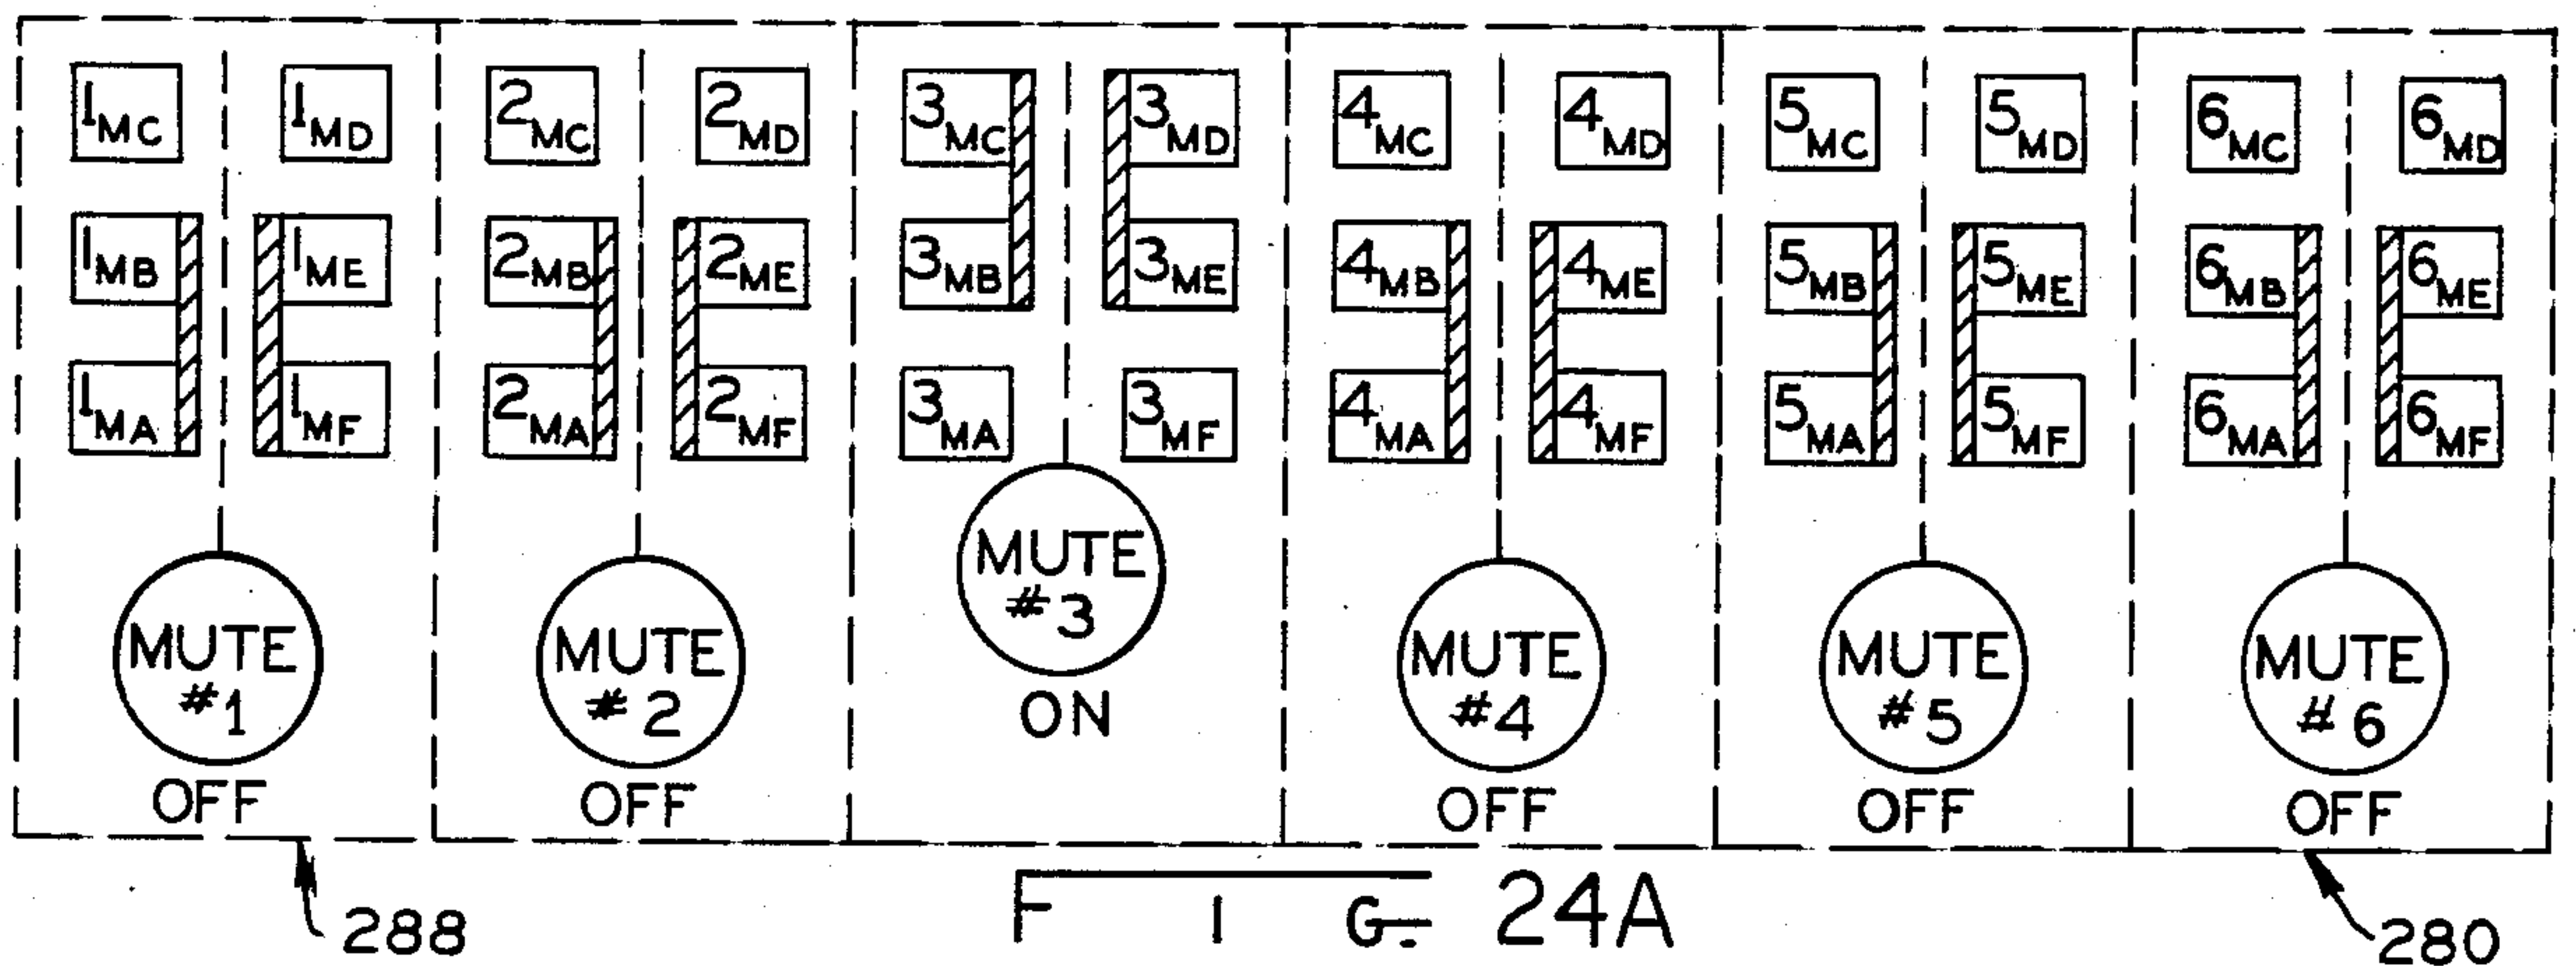 1MC 1MD 2MC 2MD 3MC 3MD 4MC 4MD 5MC 5MD 6MC 6MD
1MB 1ME 2MB 2ME 3MB 3ME 4MB 4ME 5MB 5ME 6MB 6ME
1MA 1MF 2MA 2MF 3MA 3MF 4MA 4MF 5MA 5MF 6MA 6MF
MUTE
#1
OFF
MUTE
#2
OFF
MUTE
#3
ON
MUTE
#4
OFF
MUTE
#5
OFF
MUTE
#6
OFF
288
FIG. 24A
280